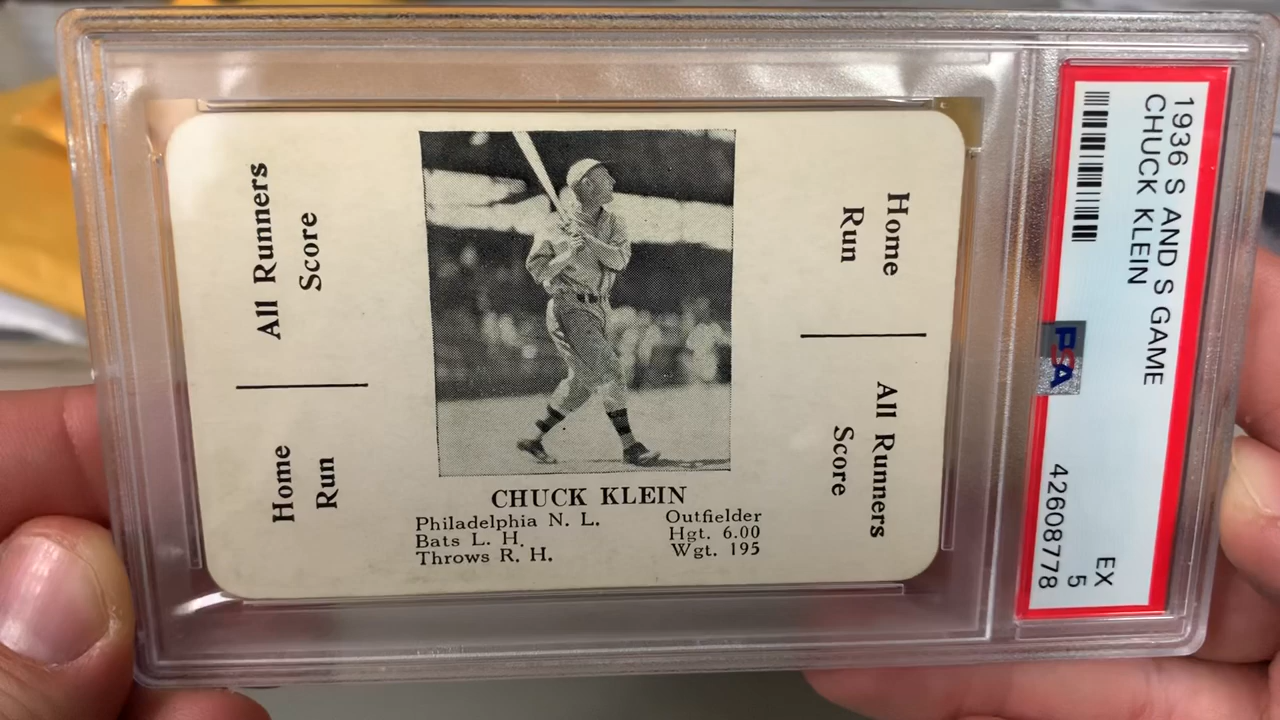 All Runners
Score
Home
Run
CHUCK KLEIN
Philadelphia N. L.
Bats L. H.
Throws R. H.
Outfielder
Hgt. 6.00
Wgt. 195
Home
Run
All Runners
Score
1936 S AND S GAME
CHUCK KLEIN
EX
5
42608778
PSA